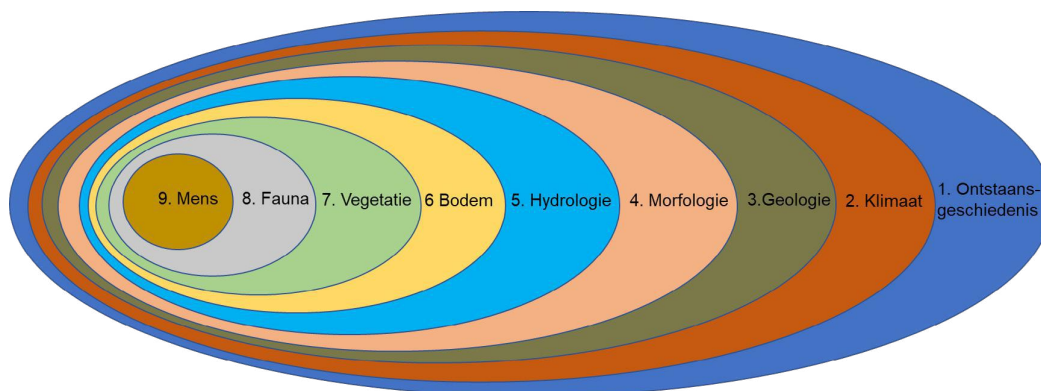 9. Mens
8. Fauna
7. Vegetatie
6 Bodem
5. Hydrologie
4. Morfologie
3.Geologie
2. Klimaat
1. Ontstaans-
geschiedenis